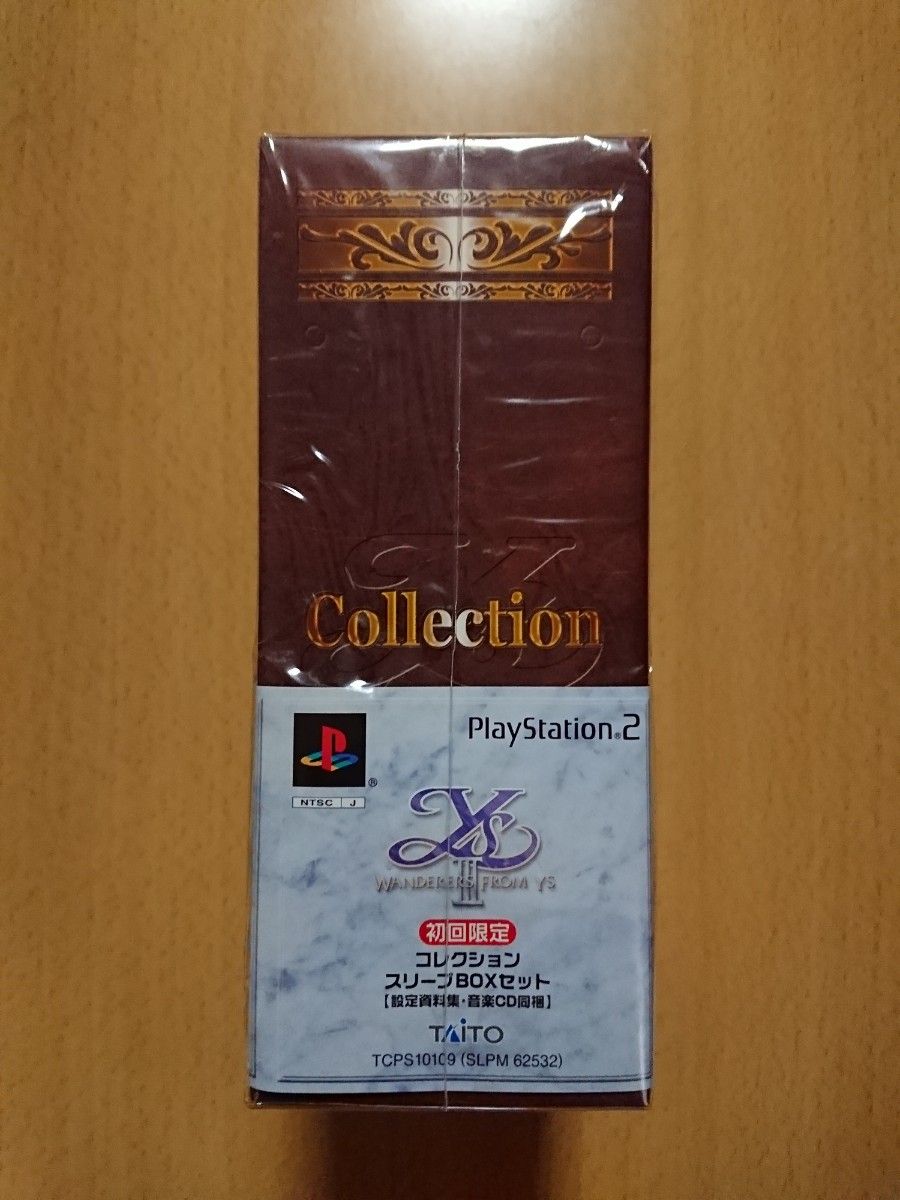 Ys
Collection
PlayStation®2
®
NTSC J
Ys
III
WANDERERS FROM YS
初回限定
コレクション
スリーブBOXセット
【設定資料集・音楽CD同梱】
TAITO
TCPS10109 (SLPM 62532)